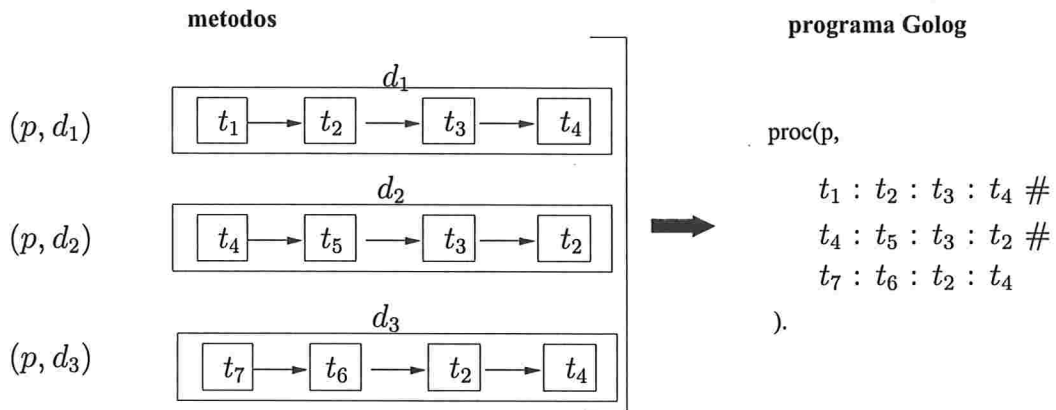 metodos
programa Golog
d₁
(p, d₁) t₁ t₂ t₃ t₄
d₂
(p, d₂) t₄ t₅ t₃ t₂
d₃
(p, d₃) t₇ t₆ t₂ t₄
proc(p,
t₁ : t₂ : t₃ : t₄ #
t₄ : t₅ : t₃ : t₂ #
t₇ : t₆ : t₂ : t₄
).